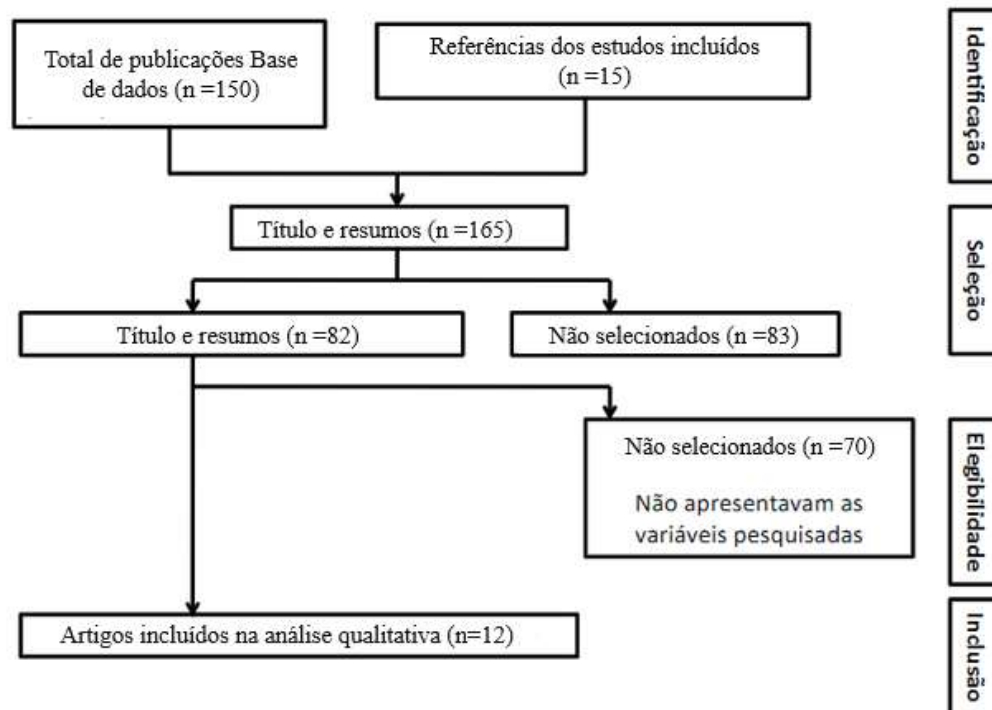 Total de publicações Base
de dados (n =150)
Referências dos estudos incluídos
(n =15)
Identificação
Título e resumos (n =165)
Seleção
Título e resumos (n =82)
Não selecionados (n =83)
Não selecionados (n =70)
Não apresentavam as
variáveis pesquisadas
Elegibilidade
Artigos incluídos na análise qualitativa (n=12)
Inclusão